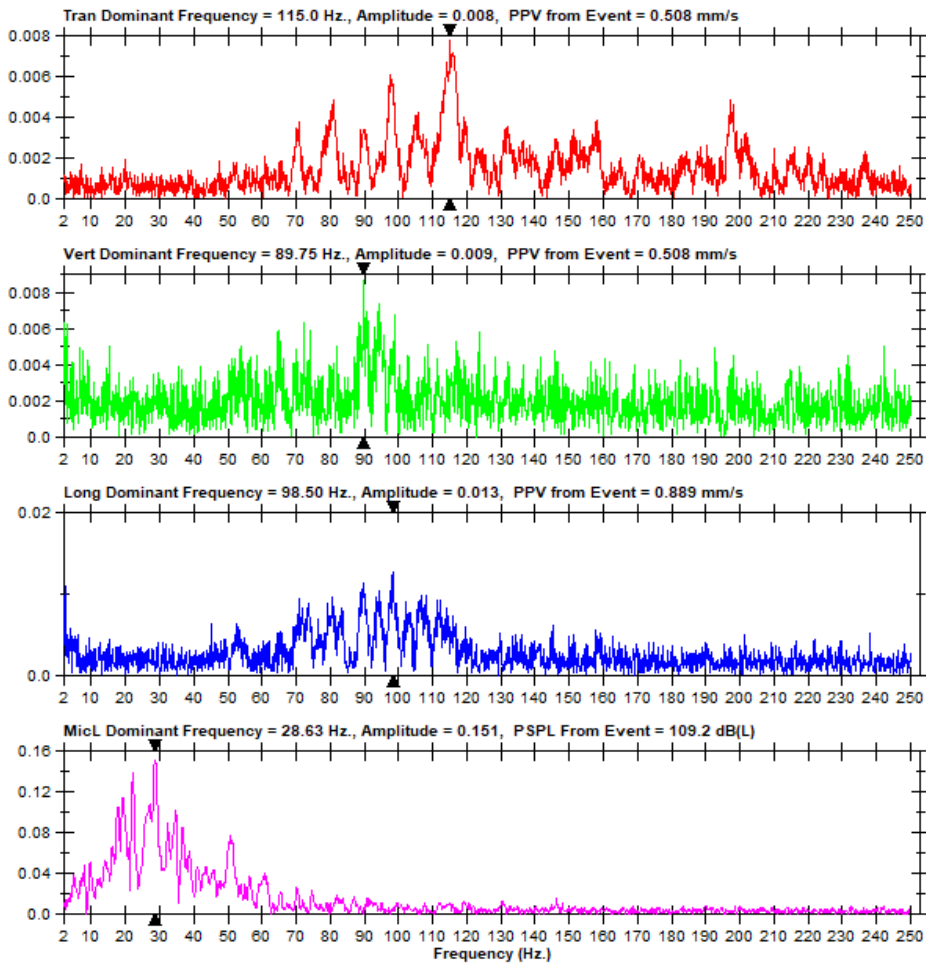 Tran Dominant Frequency = 115.0 Hz., Amplitude = 0.008, PPV from Event = 0.508 mm/s
0.008
0.006
0.004
0.002
0.0
2 10 20 30 40 50 60 70 80 90 100 110 120 130 140 150 160 170 180 190 200 210 220 230 240 250
Vert Dominant Frequency = 89.75 Hz., Amplitude = 0.009, PPV from Event = 0.508 mm/s
0.008
0.006
0.004
0.002
0.0
2 10 20 30 40 50 60 70 80 90 100 110 120 130 140 150 160 170 180 190 200 210 220 230 240 250
Long Dominant Frequency = 98.50 Hz., Amplitude = 0.013, PPV from Event = 0.889 mm/s
0.02
0.0
2 10 20 30 40 50 60 70 80 90 100 110 120 130 140 150 160 170 180 190 200 210 220 230 240 250
MicL Dominant Frequency = 28.63 Hz., Amplitude = 0.151, PSPL From Event = 109.2 dB(L)
0.16
0.12
0.08
0.04
0.0
2 10 20 30 40 50 60 70 80 90 100 110 120 130 140 150 160 170 180 190 200 210 220 230 240 250
Frequency (Hz.)